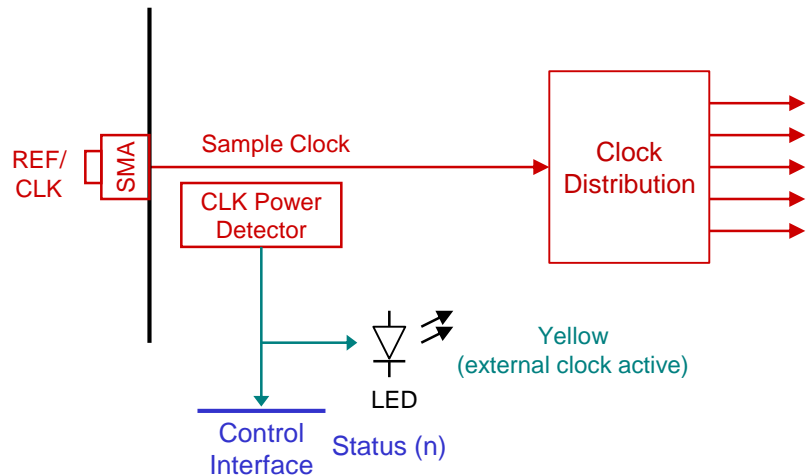 REF/
CLK
SMA
Sample Clock
CLK Power
Detector
Clock
Distribution
Yellow
(external clock active)
LED
Control
Interface
Status (n)